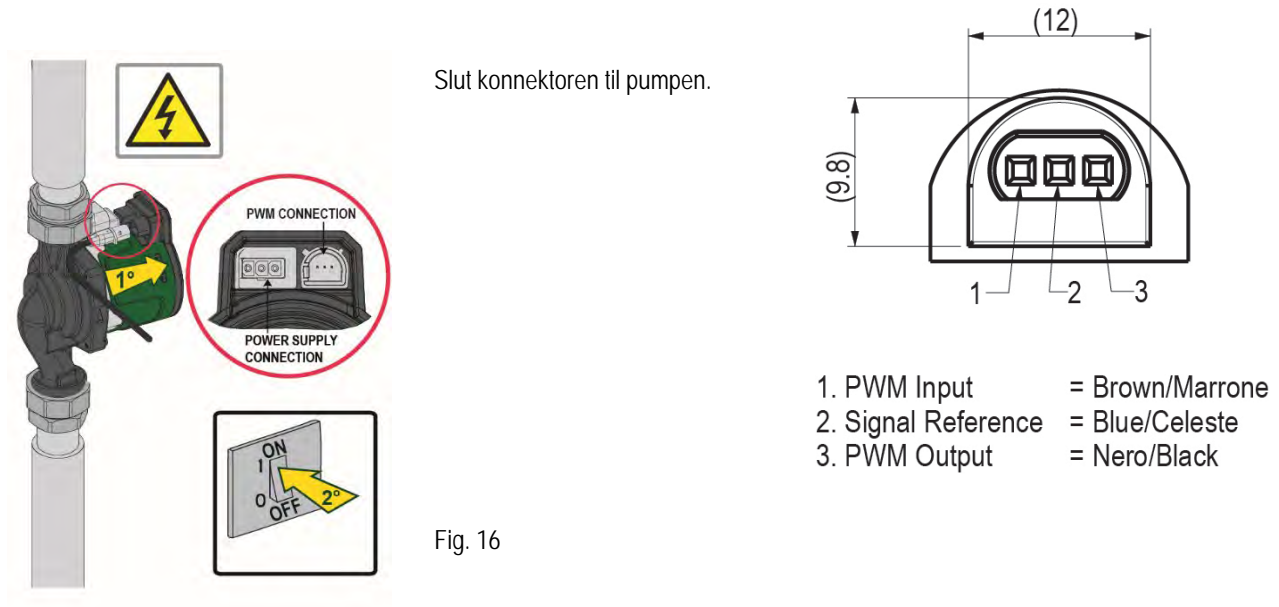 Slut konnektoren til pumpen.
PWM CONNECTION
1°
POWER SUPPLY
CONNECTION
ON
1
0
OFF
2°
Fig. 16
(12)
(9.8)
1 2 3
1. PWM Input = Brown/Marrone
2. Signal Reference = Blue/Celeste
3. PWM Output = Nero/Black